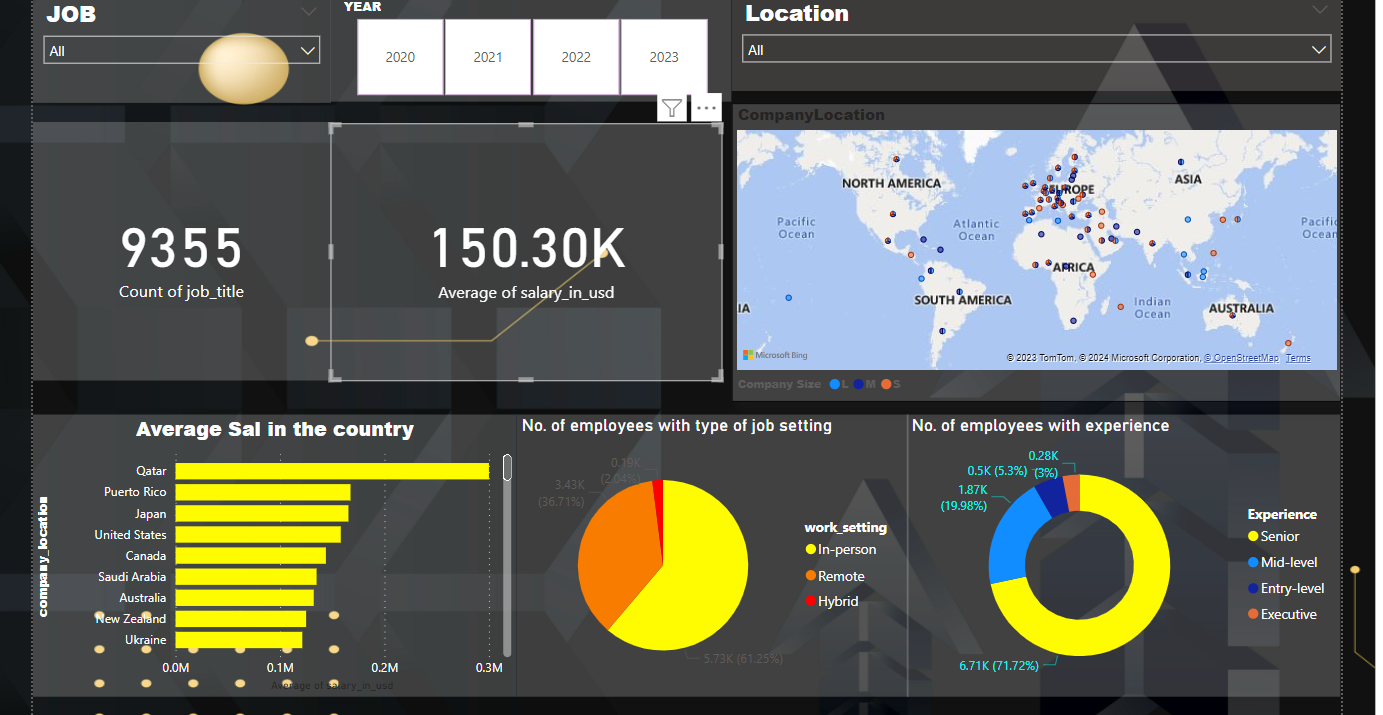 JOB
All
YEAR
2020
2021
2022
2023
Location
All
9355
Count of job_title
150.30K
Average of salary_in_usd
CompanyLocation
NORTH AMERICA
EUROPE
ASIA
Pacific
Ocean
Atlantic
Ocean
Pacific
Ocean
AFRICA
SOUTH AMERICA
Indian
Ocean
AUSTRALIA
IA
Microsoft Bing
© 2023 TomTom, © 2024 Microsoft Corporation, © OpenStreetMap Terms
Company Size L M S
Average Sal in the country
company_location
Qatar
Puerto Rico
Japan
United States
Canada
Saudi Arabia
Australia
New Zealand
Ukraine
0.0M 0.1M 0.2M 0.3M
Average of salary_in_usd
No. of employees with type of job setting
0.19K
(2.04%)
3.43K
(36.71%)
5.73K (61.25%)
work_setting
In-person
Remote
Hybrid
No. of employees with experience
0.28K
(3%)
0.5K (5.3%)
1.87K
(19.98%)
6.71K (71.72%)
Experience
Senior
Mid-level
Entry-level
Executive